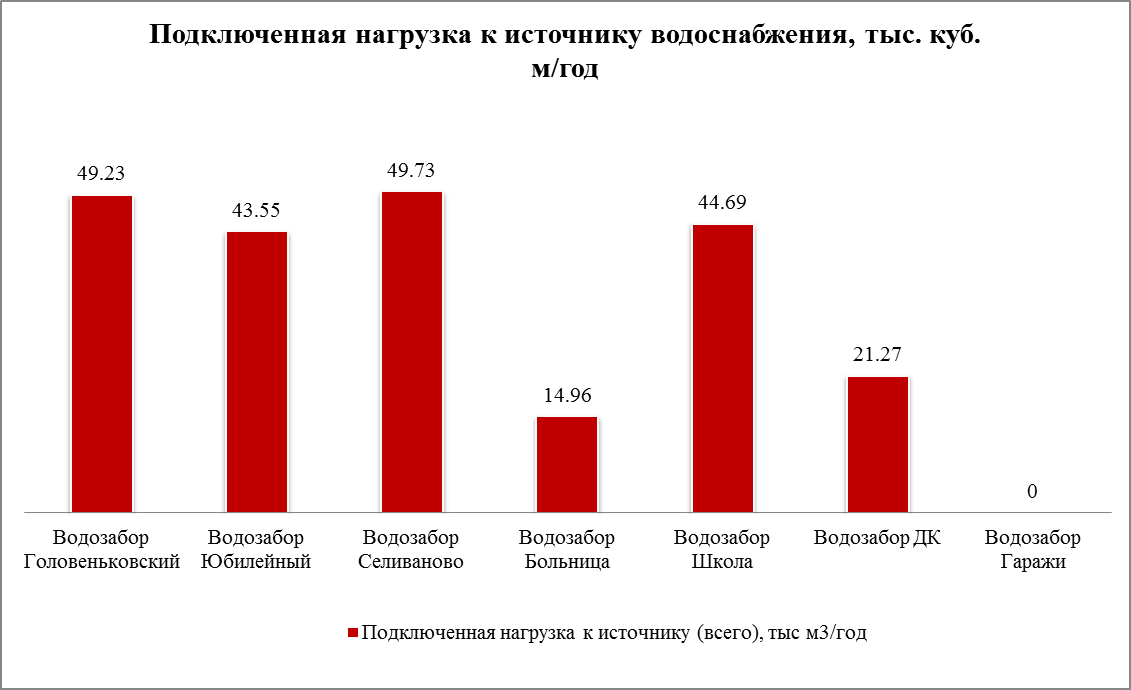 Подключенная нагрузка к источнику водоснабжения, тыс. куб.
м/год
49.23
43.55
49.73
14.96
44.69
21.27
0
Водозабор
Головеньковский
Водозабор
Юбилейный
Водозабор
Селиваново
Водозабор
Больница
Водозабор
Школа
Водозабор ДК
Водозабор
Гаражи
Подключенная нагрузка к источнику (всего), тыс м3/год